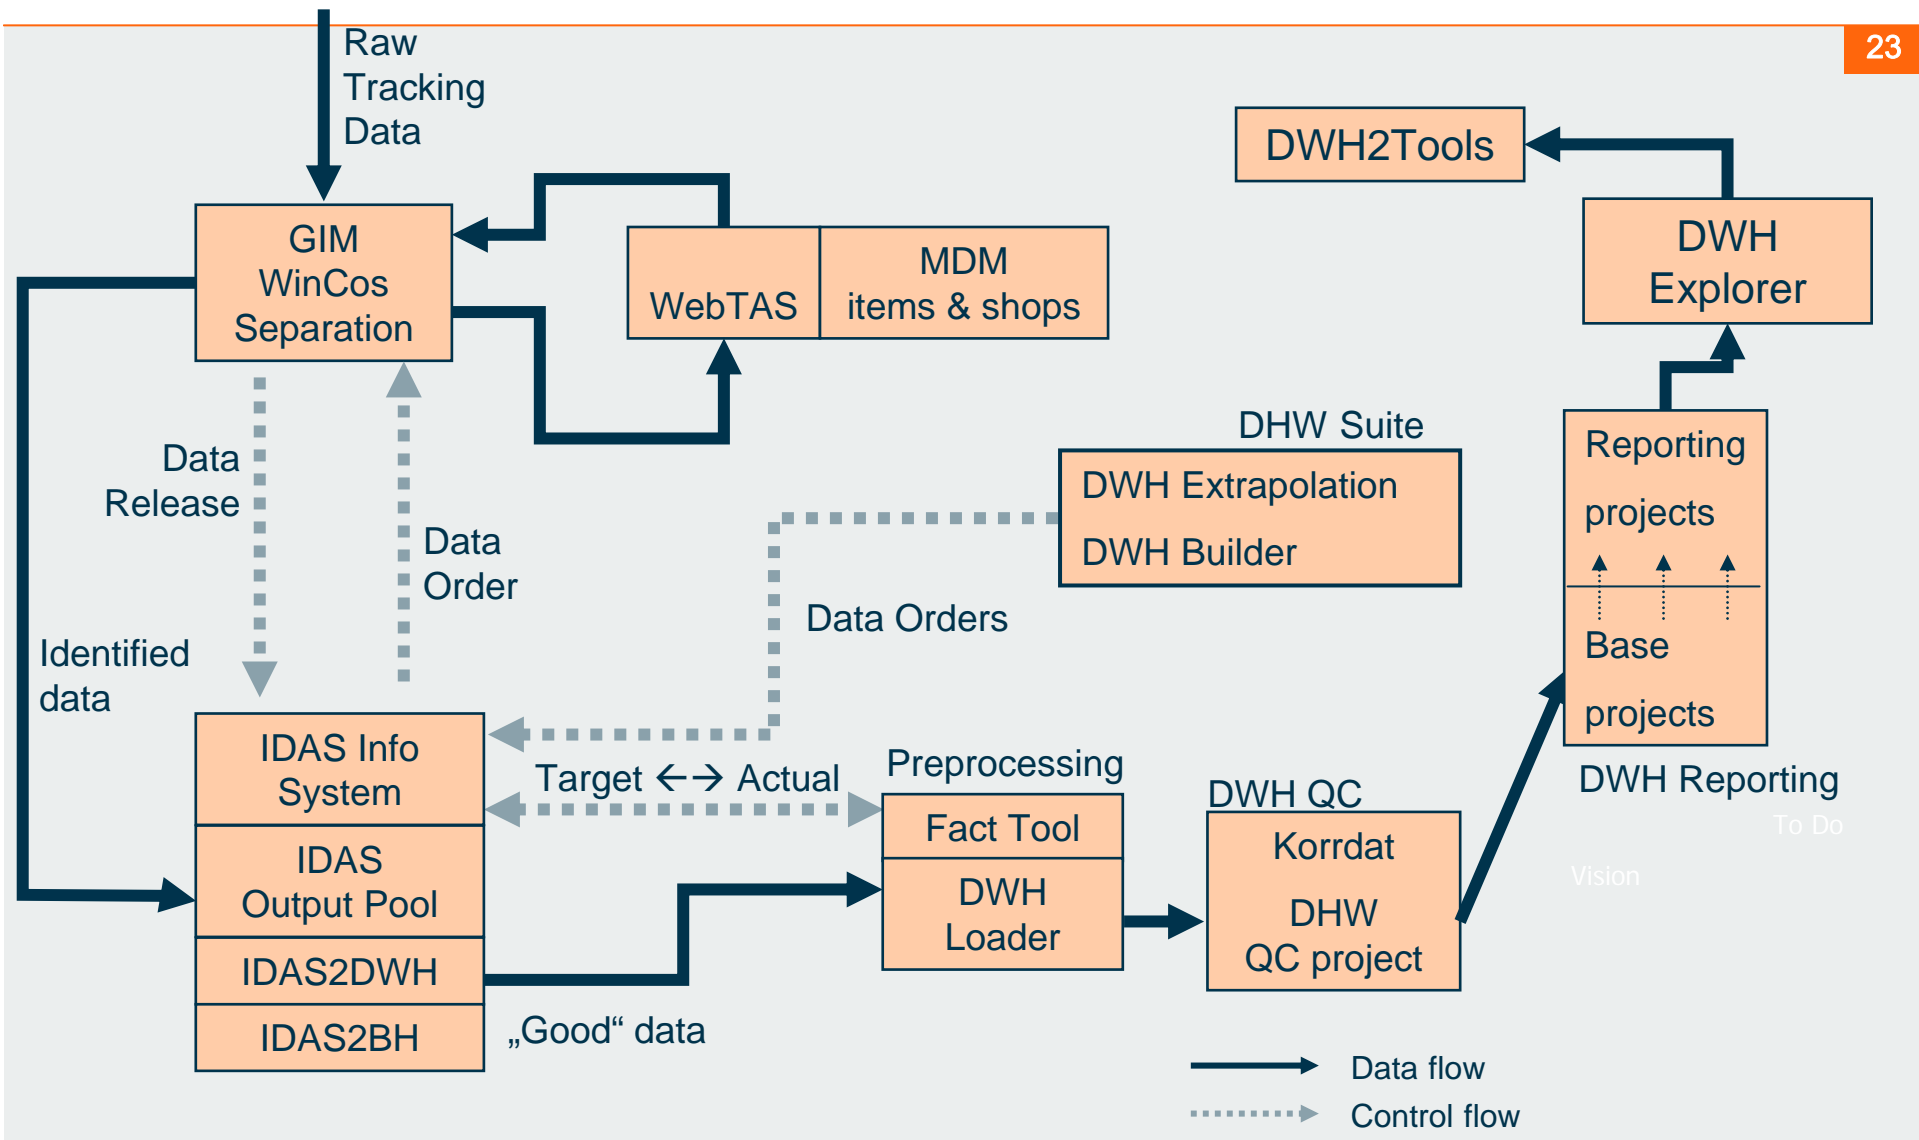 23
Raw
Tracking
Data
DWH2Tools
GIM
WinCos
Separation
WebTAS
MDM
items & shops
DWH
Explorer
DHW Suite
DWH Extrapolation
DWH Builder
Reporting
projects
Base
projects
DWH Reporting
To Do
Vision
Data
Release
Data
Order
Data Orders
Identified
data
IDAS Info
System
IDAS
Output Pool
IDAS2DWH
IDAS2BH
Target ←→ Actual
Preprocessing
Fact Tool
DWH
Loader
DWH QC
Korrdat
DHW
QC project
„Good“ data
Data flow
Control flow